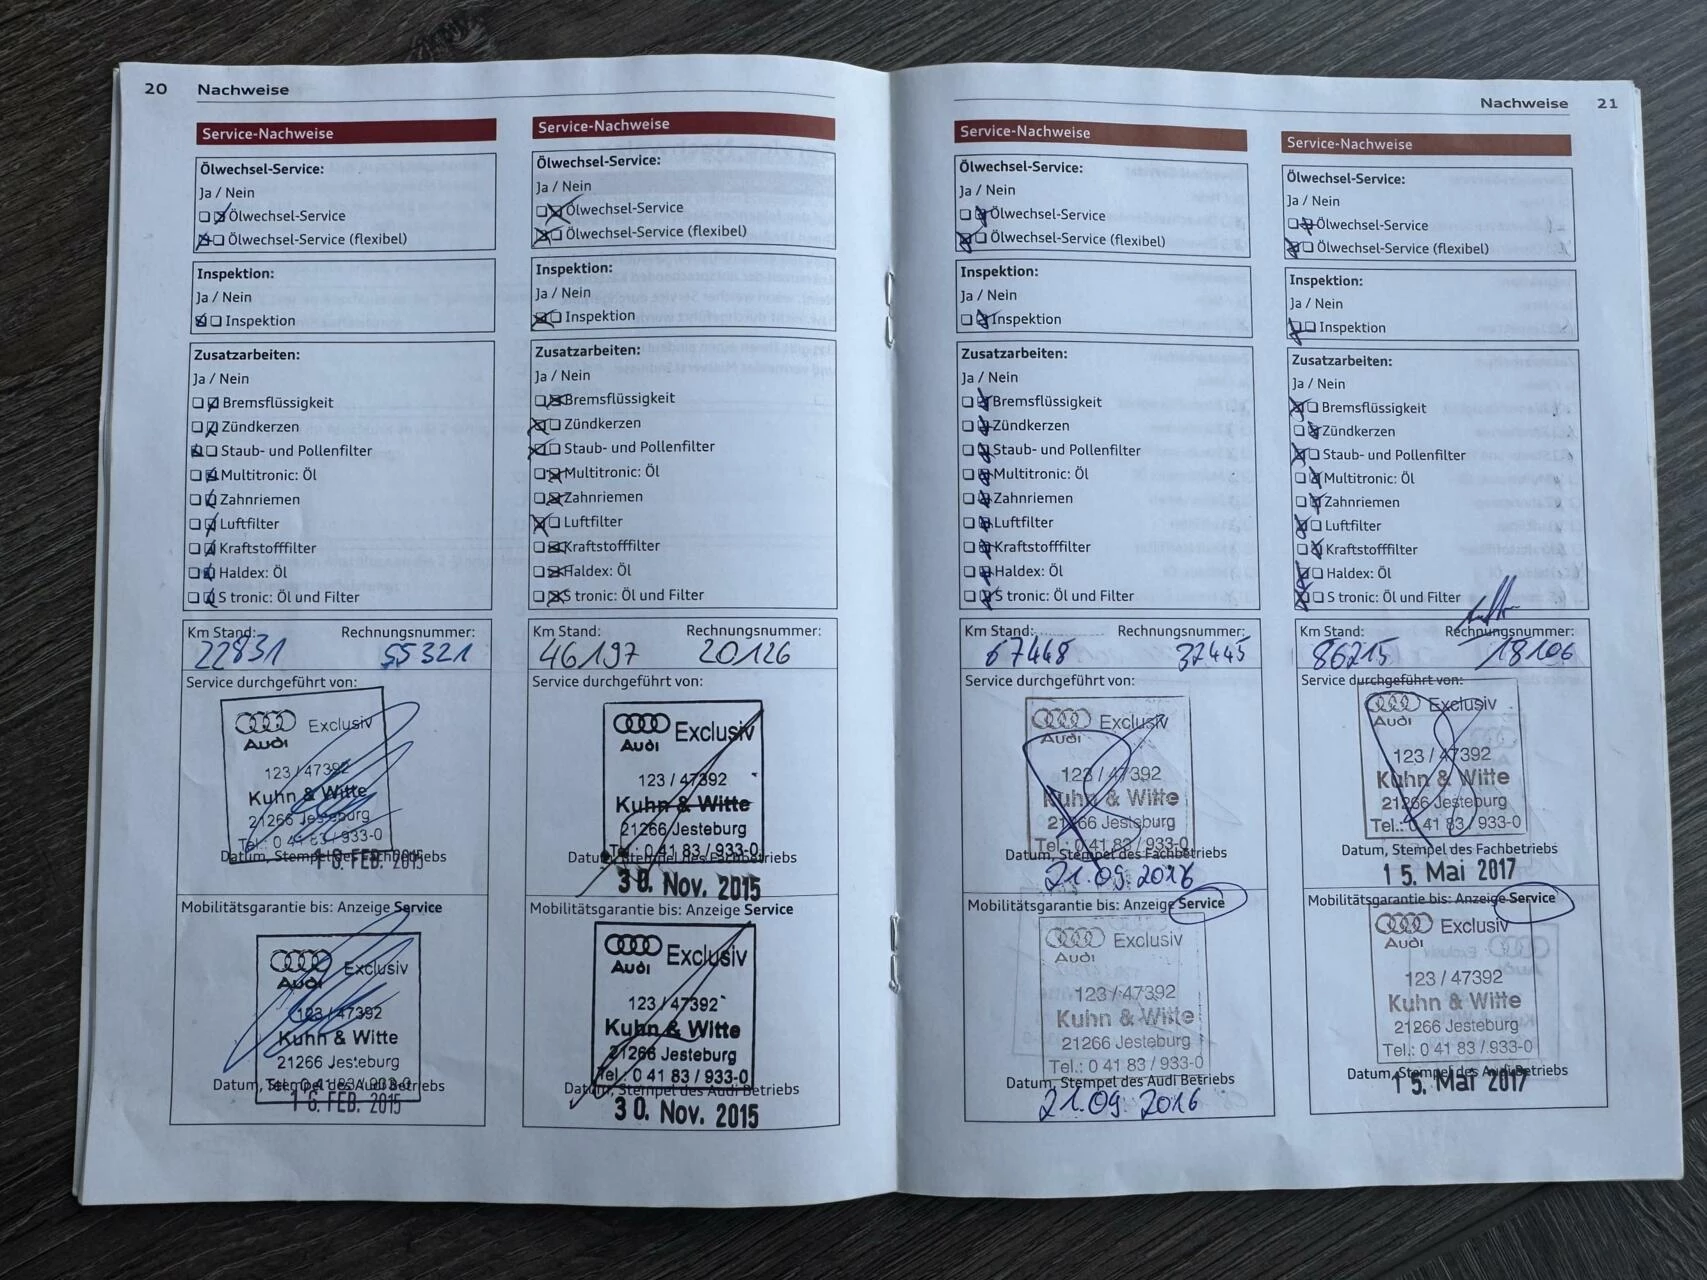 20 Nachweise
Service-Nachweise
Ölwechsel-Service:
Ja / Nein
Ölwechsel-Service
Ölwechsel-Service (flexibel)
Inspektion:
Ja / Nein
Inspektion
Zusatzarbeiten:
Ja / Nein
Bremsflüssigkeit
Zündkerzen
Staub- und Pollenfilter
Multitronic: Öl
Zahnriemen
Luftfilter
Kraftstofffilter
Haldex: Öl
S tronic: Öl und Filter
Km Stand: Rechnungsnummer:
22831 55321
Service durchgeführt von:
Audi Exclusiv
123 / 47392
Kuhn & Witte
21266 Jesteburg
Tel.: 0 41 83 / 933-0
Datum, Stempel des Fachbetriebs
FEB. 2015
Mobilitätsgarantie bis: Anzeige Service
Audi Exclusiv
123 / 47392
Kuhn & Witte
21266 Jesteburg
Tel.: 0 41 83 / 933-0
Datum, Stempel des Audi Betriebs
FEB. 2015
Service-Nachweise
Ölwechsel-Service:
Ja / Nein
Ölwechsel-Service
Ölwechsel-Service (flexibel)
Inspektion:
Ja / Nein
Inspektion
Zusatzarbeiten:
Ja / Nein
Bremsflüssigkeit
Zündkerzen
Staub- und Pollenfilter
Multitronic: Öl
Zahnriemen
Luftfilter
Kraftstofffilter
Haldex: Öl
S tronic: Öl und Filter
Km Stand: Rechnungsnummer:
46197 20126
Service durchgeführt von:
Audi Exclusiv
123 / 47392
Kuhn & Witte
21266 Jesteburg
Tel.: 0 41 83 / 933-0
Datum, Stempel des Fachbetriebs
30. Nov. 2015
Mobilitätsgarantie bis: Anzeige Service
Audi Exclusiv
123 / 47392
Kuhn & Witte
21266 Jesteburg
Tel.: 0 41 83 / 933-0
Datum, Stempel des Audi Betriebs
30. Nov. 2015
Nachweise 21
Service-Nachweise
Ölwechsel-Service:
Ja / Nein
Ölwechsel-Service
Ölwechsel-Service (flexibel)
Inspektion:
Ja / Nein
Inspektion
Zusatzarbeiten:
Ja / Nein
Bremsflüssigkeit
Zündkerzen
Staub- und Pollenfilter
Multitronic: Öl
Zahnriemen
Luftfilter
Kraftstofffilter
Haldex: Öl
S tronic: Öl und Filter
Km Stand: Rechnungsnummer:
67468 32445
Service durchgeführt von:
Audi Exclusiv
123 / 47392
Kuhn & Witte
21266 Jesteburg
Tel.: 0 41 83 / 933-0
Datum, Stempel des Fachbetriebs
21.09.2016
Mobilitätsgarantie bis: Anzeige Service
Audi Exclusiv
123 / 47392
Kuhn & Witte
21266 Jesteburg
Tel.: 0 41 83 / 933-0
Datum, Stempel des Audi Betriebs
21.09.2016
Service-Nachweise
Ölwechsel-Service:
Ja / Nein
Ölwechsel-Service
Ölwechsel-Service (flexibel)
Inspektion:
Ja / Nein
Inspektion
Zusatzarbeiten:
Ja / Nein
Bremsflüssigkeit
Zündkerzen
Staub- und Pollenfilter
Multitronic: Öl
Zahnriemen
Luftfilter
Kraftstofffilter
Haldex: Öl
S tronic: Öl und Filter
Km Stand: Rechnungsnummer:
86215 18106
Service durchgeführt von:
Audi Exclusiv
123 / 47392
Kuhn & Witte
21266 Jesteburg
Tel.: 0 41 83 / 933-0
Datum, Stempel des Fachbetriebs
15. Mai 2017
Mobilitätsgarantie bis: Anzeige Service
Audi Exclusiv
123 / 47392
Kuhn & Witte
21266 Jesteburg
Tel.: 0 41 83 / 933-0
Datum, Stempel des Audi Betriebs
15. Mai 2017